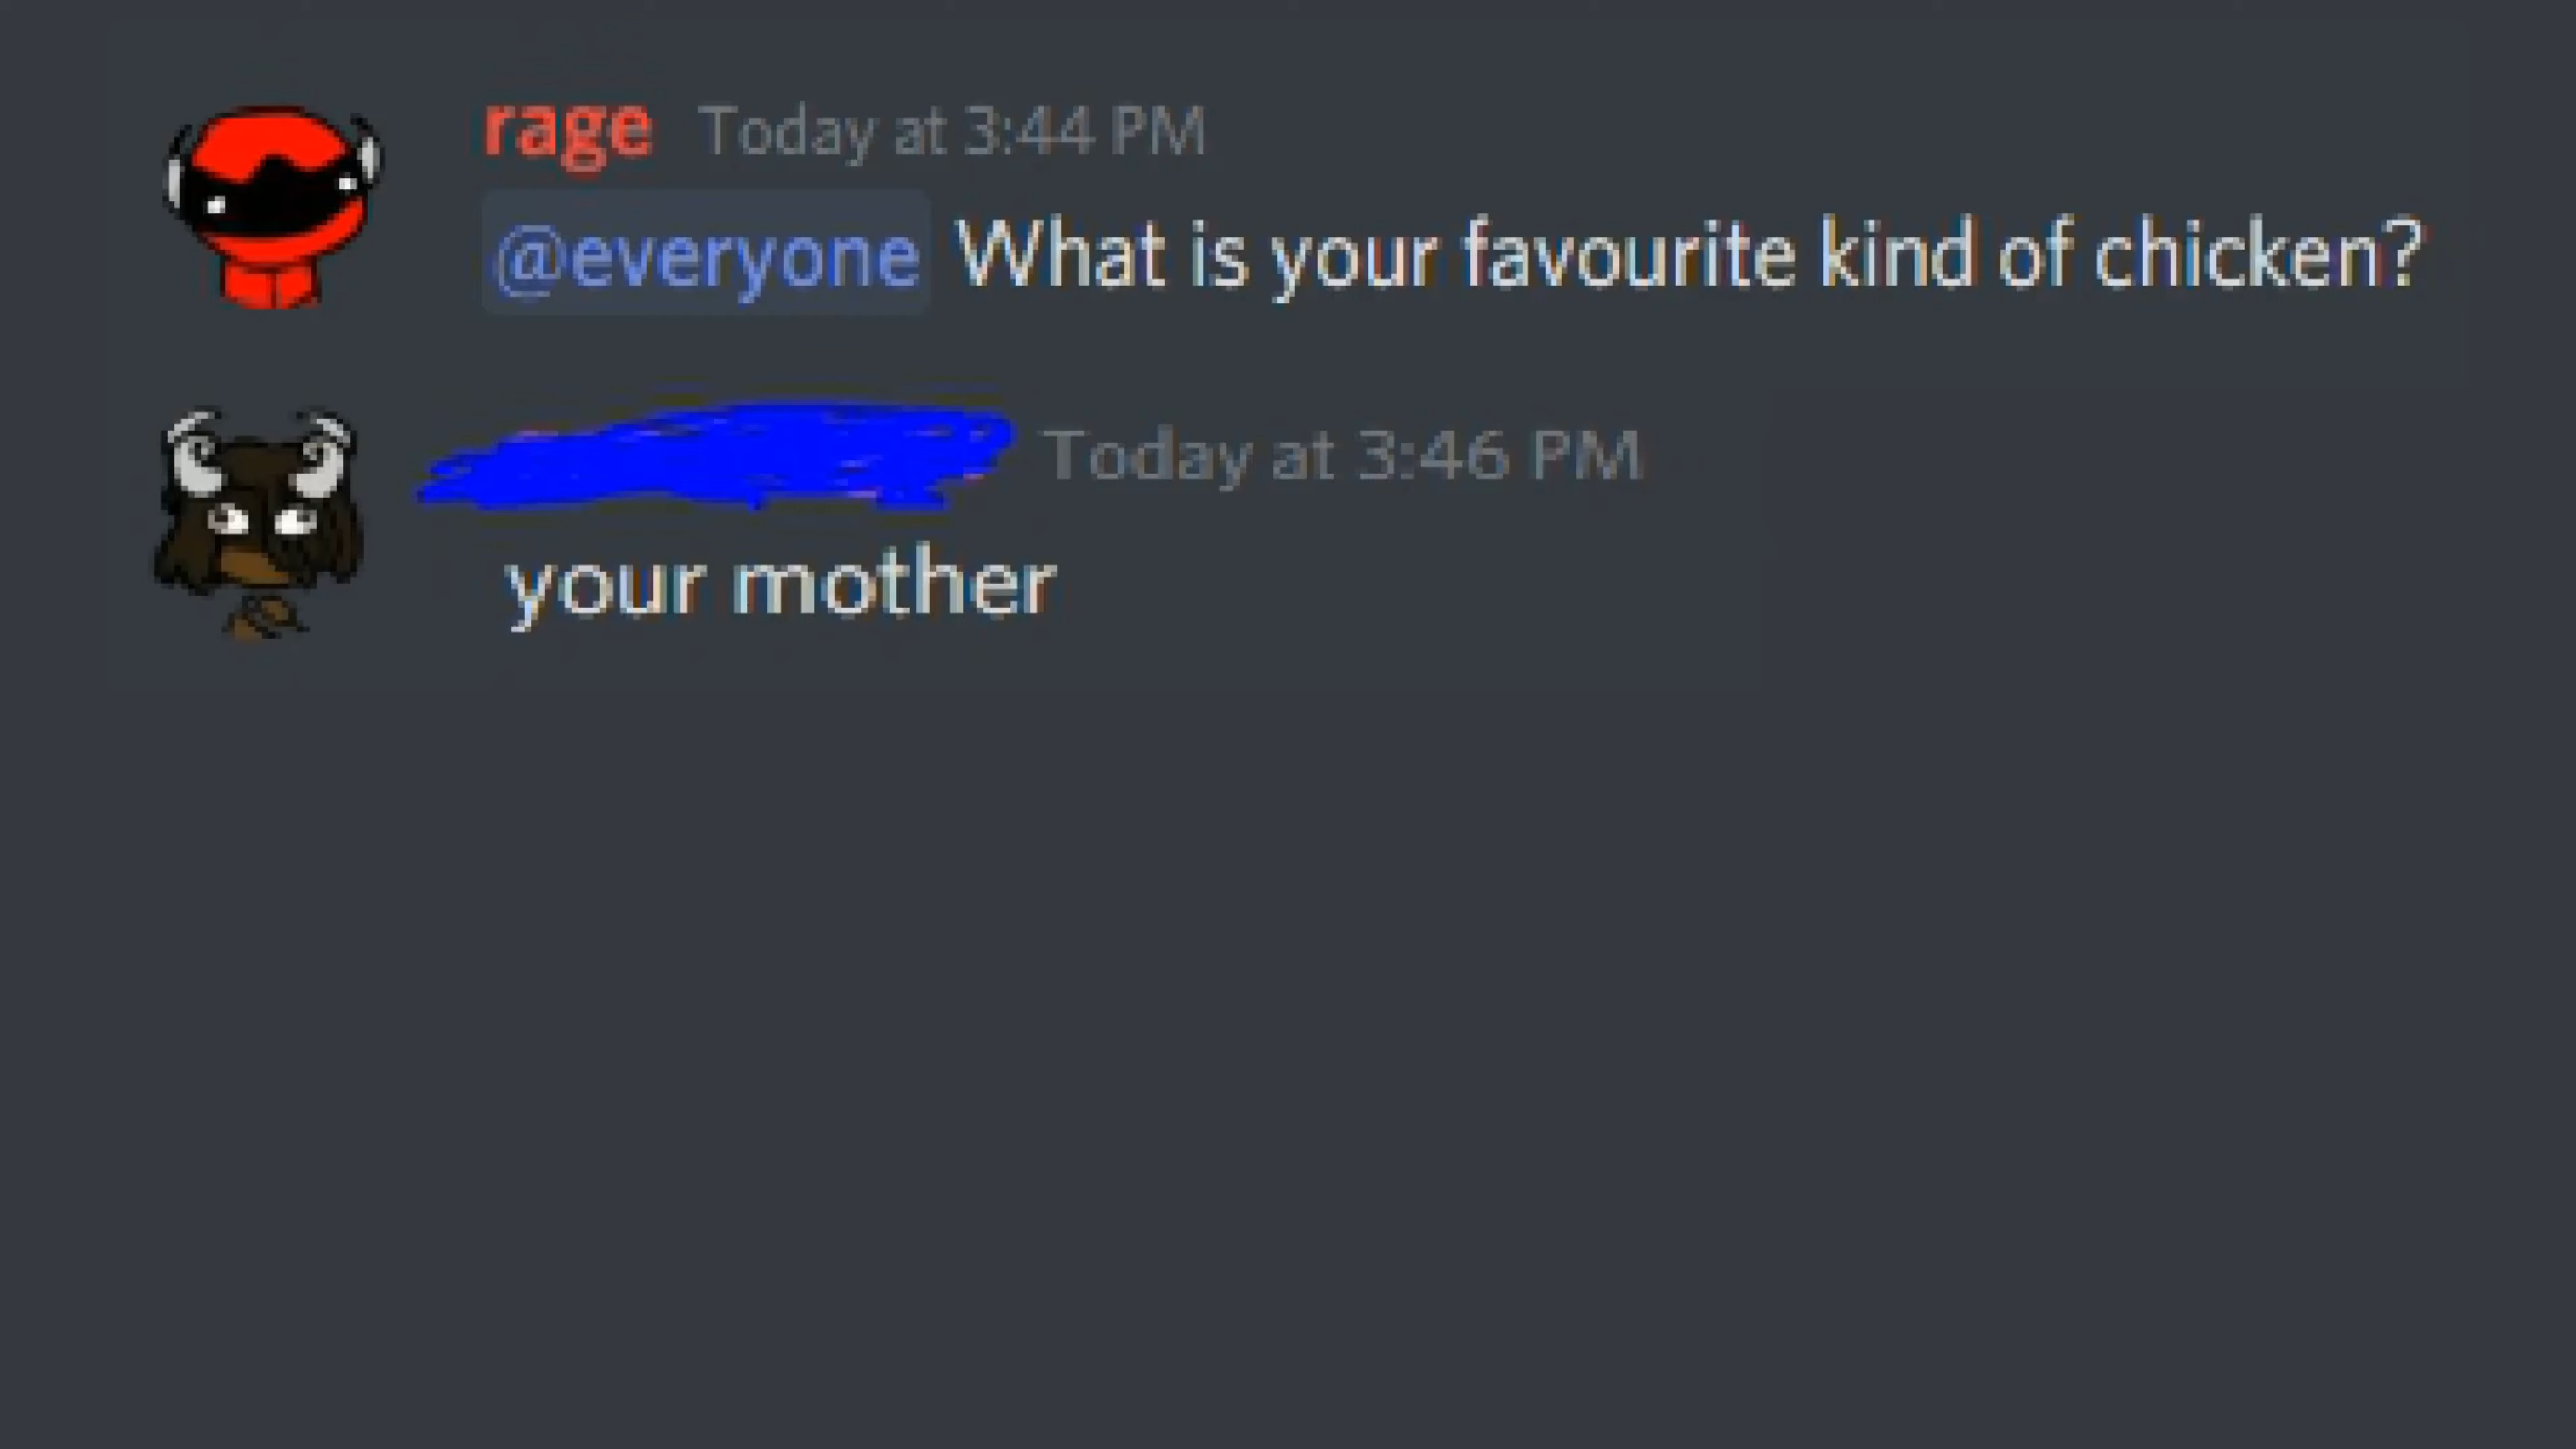 rage Today at 3:44 PM
@everyone What is your favourite kind of chicken?
Today at 3:46 PM
your mother